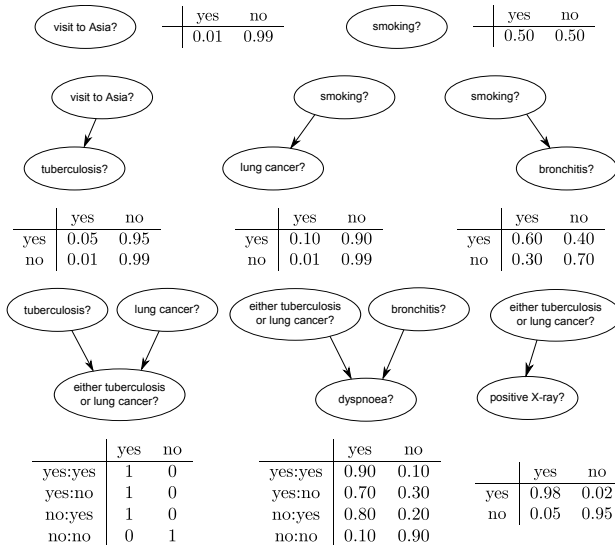 yes no
visit to Asia?
0.01 0.99
yes no
smoking?
0.50 0.50
visit to Asia?
tuberculosis?
yes no
yes 0.05 0.95
no 0.01 0.99
smoking?
lung cancer?
yes no
yes 0.10 0.90
no 0.01 0.99
smoking?
bronchitis?
yes no
yes 0.60 0.40
no 0.30 0.70
tuberculosis?
lung cancer?
either tuberculosis
or lung cancer?
yes no
yes:yes 1 0
yes:no 1 0
no:yes 1 0
no:no 0 1
either tuberculosis
or lung cancer?
bronchitis?
dyspnoea?
yes no
yes:yes 0.90 0.10
yes:no 0.70 0.30
no:yes 0.80 0.20
no:no 0.10 0.90
either tuberculosis
or lung cancer?
positive X-ray?
yes no
yes 0.98 0.02
no 0.05 0.95